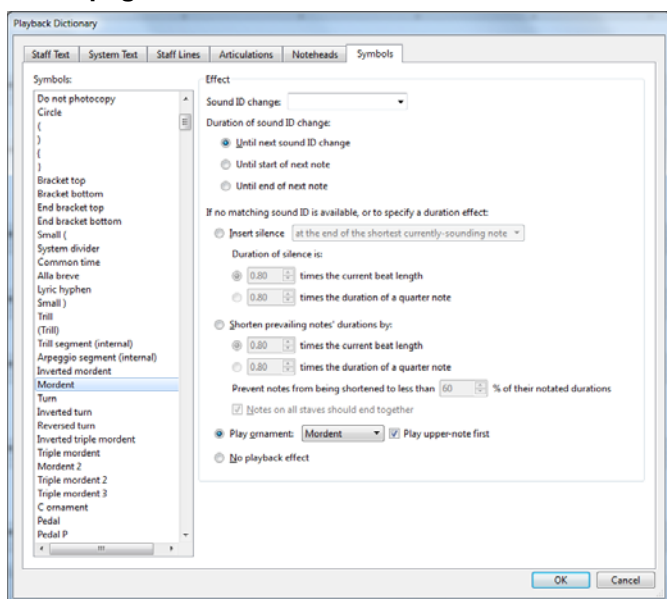 Playback Dictionary
Staff Text System Text Staff Lines Articulations Noteheads Symbols
Symbols:
Do not photocopy
Circle
(
)
(
)
Bracket top
Bracket bottom
End bracket top
End bracket bottom
Small (
System divider
Common time
Alla breve
Lyric hyphen
Small )
Trill
(Trill)
Trill segment (internal)
Arpeggio segment (internal)
Inverted mordent
Mordent
Turn
Inverted turn
Reversed turn
Inverted triple mordent
Triple mordent
Mordent 2
Triple mordent 2
Triple mordent 3
C ornament
Pedal
Pedal P
Effect
Sound ID change:
Duration of sound ID change:
Until next sound ID change
Until start of next note
Until end of next note
If no matching sound ID is available, or to specify a duration effect:
Insert silence at the end of the shortest currently-sounding note
Duration of silence is:
0.80 times the current beat length
0.80 times the duration of a quarter note
Shorten prevailing notes' durations by:
0.80 times the current beat length
0.80 times the duration of a quarter note
Prevent notes from being shortened to less than 60 % of their notated durations
Notes on all staves should end together
Play ornament: Mordent Play upper-note first
No playback effect
OK Cancel